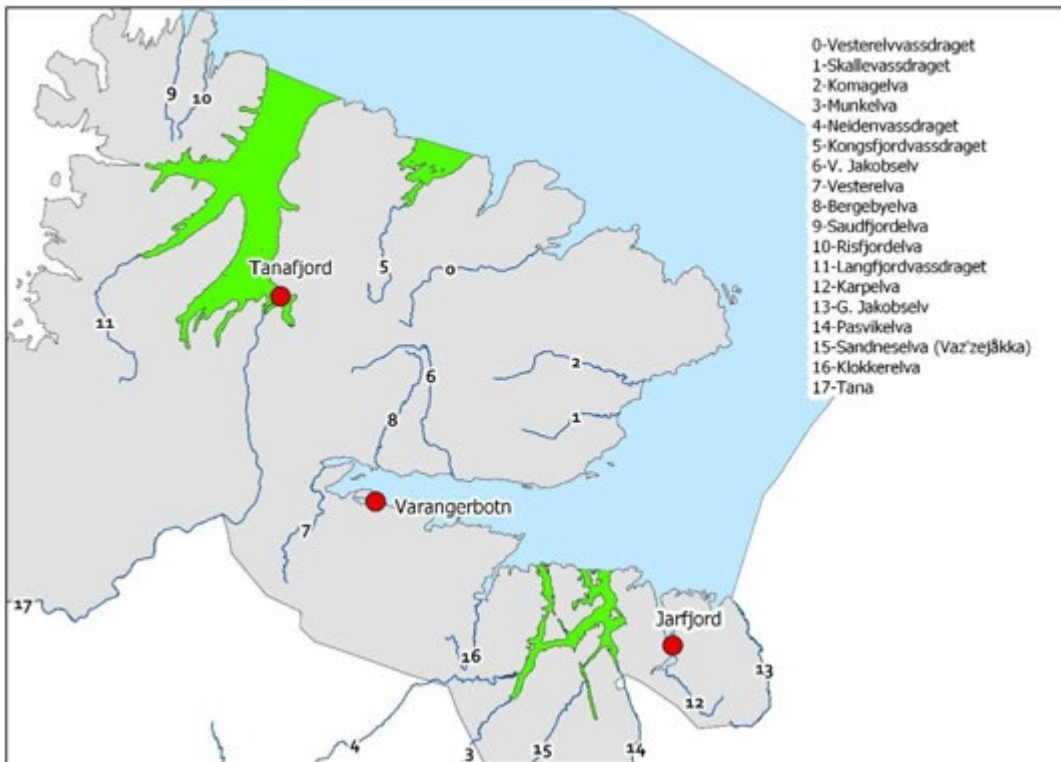 0-Vesterelvvassdraget
1-Skallevassdraget
2-Komagelva
3-Munkelva
4-Neidenvassdraget
5-Kongsfjordvassdraget
6-V. Jakobselv
7-Vesterelva
8-Bergebyelva
9-Saudfjordelva
10-Risfjordelva
11-Langfjordvassdraget
12-Karpelva
13-G. Jakobselv
14-Pasvikelva
15-Sandneselva (Vaz'zejåkka)
16-Klokkerelva
17-Tana
9
10
Tanafjord
5
0
11
2
6
1
8
Varangerbotn
7
17
Jarfjord
16
13
12
4
3
15
14